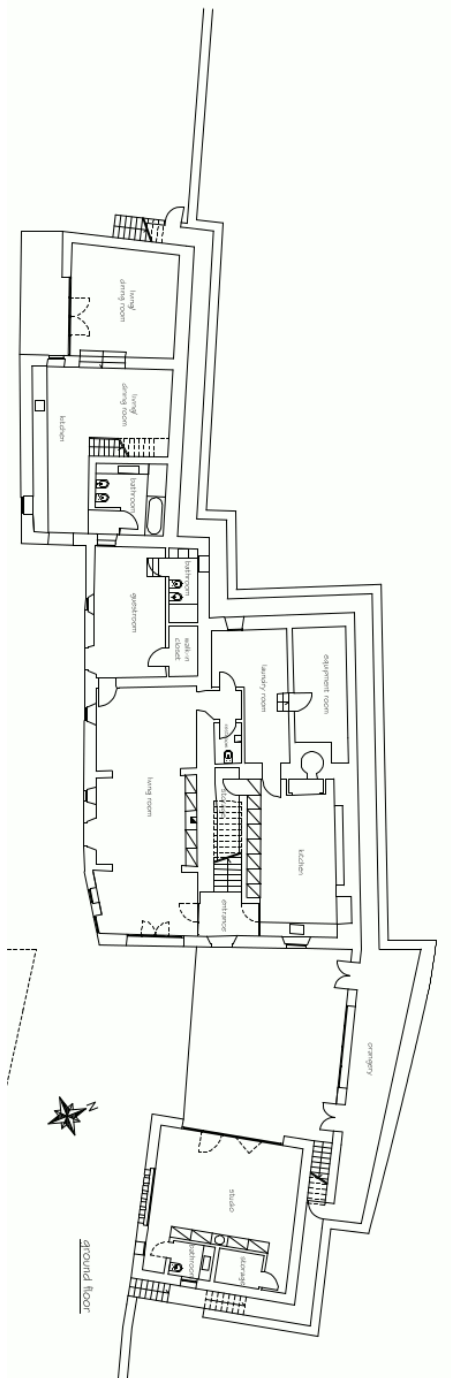 living/
dining room
living/
dining room
kitchen
bathroom
bathroom
guestroom
walk-in
closet
equipment room
laundry room
living room
kitchen
entrance
orangery
N
studio
bathroom
storage
ground floor